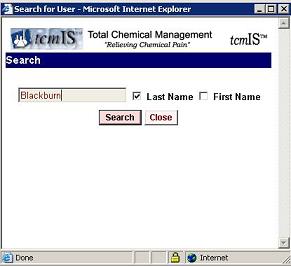 Search for User - Microsoft Internet Explorer
tcmIS Total Chemical Management tcmIS™
"Relieving Chemical Pain"
Search
Blackburn Last Name First Name
Search Close
Done Internet